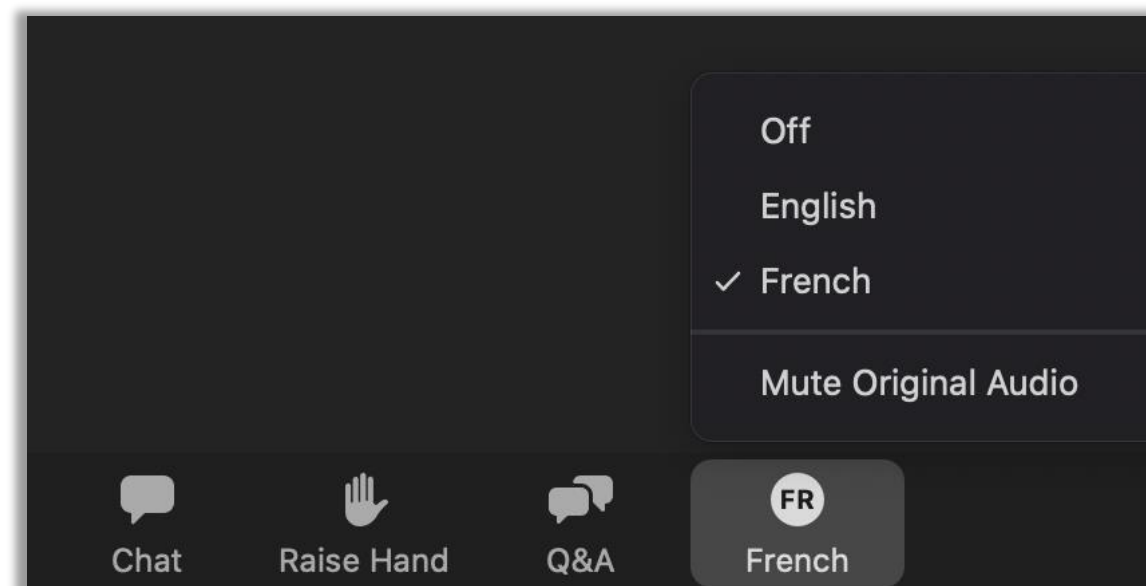 Off
English
French
Mute Original Audio
FR
Chat
Raise Hand
Q&A
French